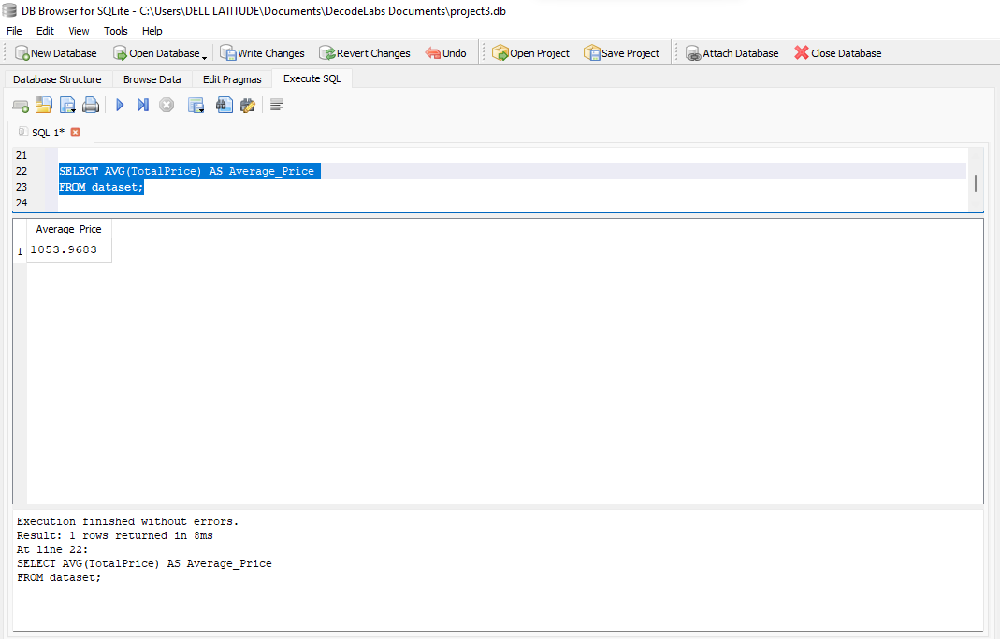 DB Browser for SQLite - C:\Users\DELL LATITUDE\Documents\DecodeLabs Documents\project3.db
File Edit View Tools Help
New Database Open Database Write Changes Revert Changes Undo Open Project Save Project Attach Database Close Database
Database Structure Browse Data Edit Pragmas Execute SQL
SQL 1*
21
22 SELECT AVG(TotalPrice) AS Average_Price
23 FROM dataset;
24
Average_Price
1 1053.9683
Execution finished without errors.
Result: 1 rows returned in 8ms
At line 22:
SELECT AVG(TotalPrice) AS Average_Price
FROM dataset;